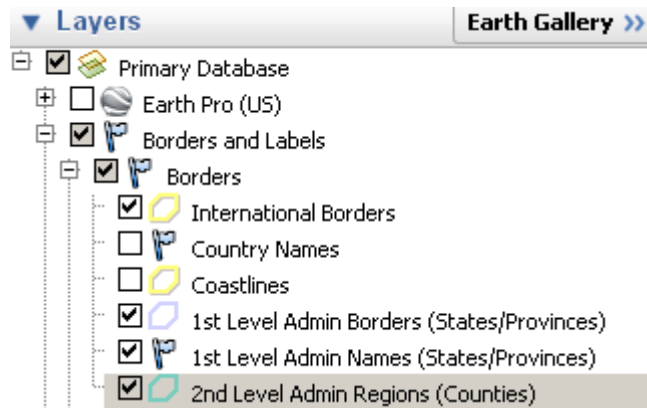 Layers Earth Gallery >>
Primary Database
Earth Pro (US)
Borders and Labels
Borders
International Borders
Country Names
Coastlines
1st Level Admin Borders (States/Provinces)
1st Level Admin Names (States/Provinces)
2nd Level Admin Regions (Counties)